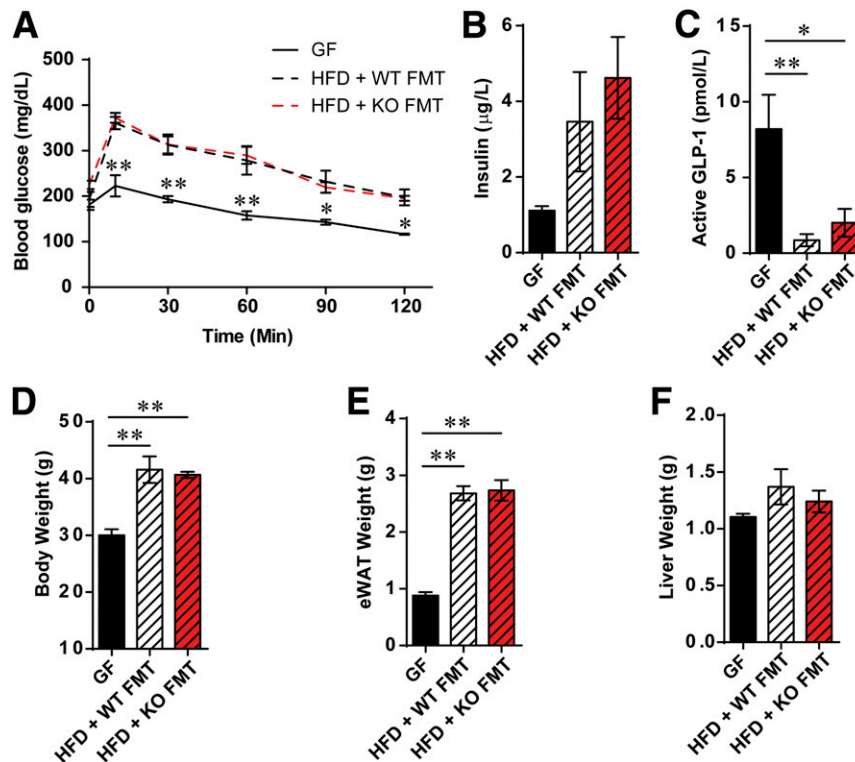 A
GF
HFD + WT FMT
HFD + KO FMT
Blood glucose (mg/dL)
500
400
300
200
100
0
**
**
**
*
*
0
30
60
90
120
Time (Min)
B
Insulin (μg/L)
6
4
2
0
GF
HFD + WT FMT
HFD + KO FMT
C
Active GLP-1 (pmol/L)
15
10
5
0
*
**
GF
HFD + WT FMT
HFD + KO FMT
D
Body Weight (g)
50
40
30
20
10
**
**
GF
HFD + WT FMT
HFD + KO FMT
E
eWAT Weight (g)
4
3
2
1
0
**
**
GF
HFD + WT FMT
HFD + KO FMT
F
Liver Weight (g)
2.0
1.5
1.0
0.5
0.0
GF
HFD + WT FMT
HFD + KO FMT